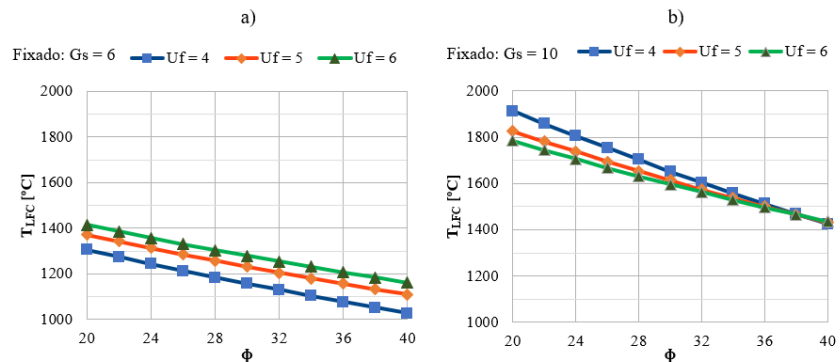 a)
Fixado: Gs = 6 Uf = 4 Uf = 5 Uf = 6
2000
1800
1600
1400
1200
1000
T_LFC [°C]
20 24 28 32 36 40
Φ
b)
Fixado: Gs = 10 Uf = 4 Uf = 5 Uf = 6
2000
1800
1600
1400
1200
1000
T_LFC [°C]
20 24 28 32 36 40
Φ